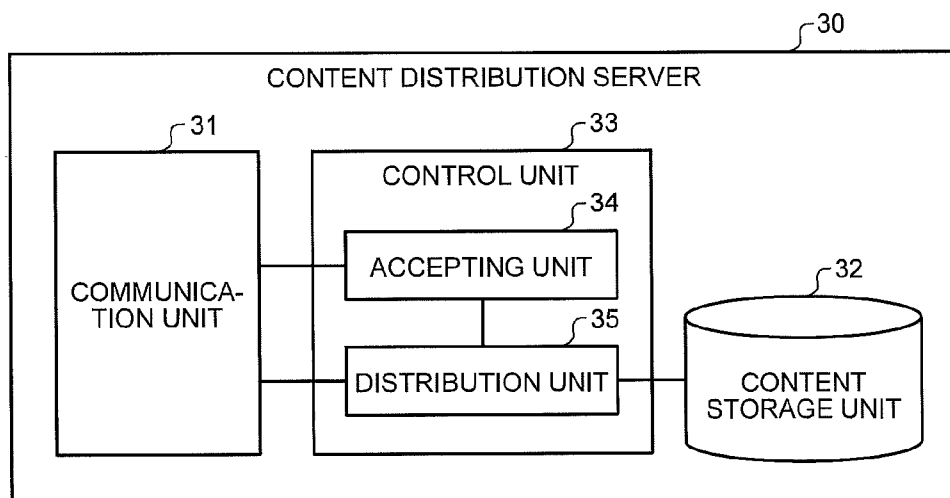 30
CONTENT DISTRIBUTION SERVER
31
33
CONTROL UNIT
34
ACCEPTING UNIT
COMMUNICA-
TION UNIT
35
DISTRIBUTION UNIT
32
CONTENT
STORAGE UNIT